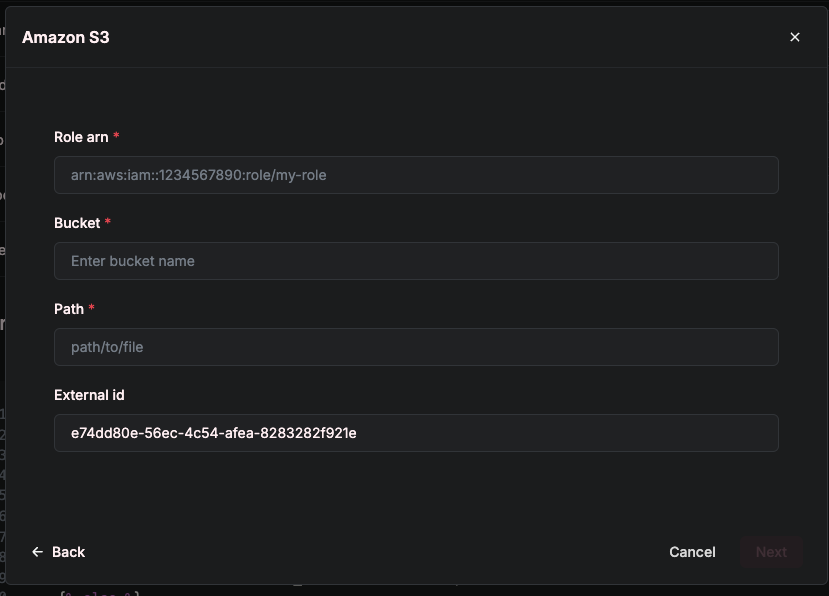 Amazon S3
Role arn *
arn:aws:iam::1234567890:role/my-role
Bucket *
Enter bucket name
Path *
path/to/file
External id
e74dd80e-56ec-4c54-afea-8283282f921e
← Back
Cancel
Next